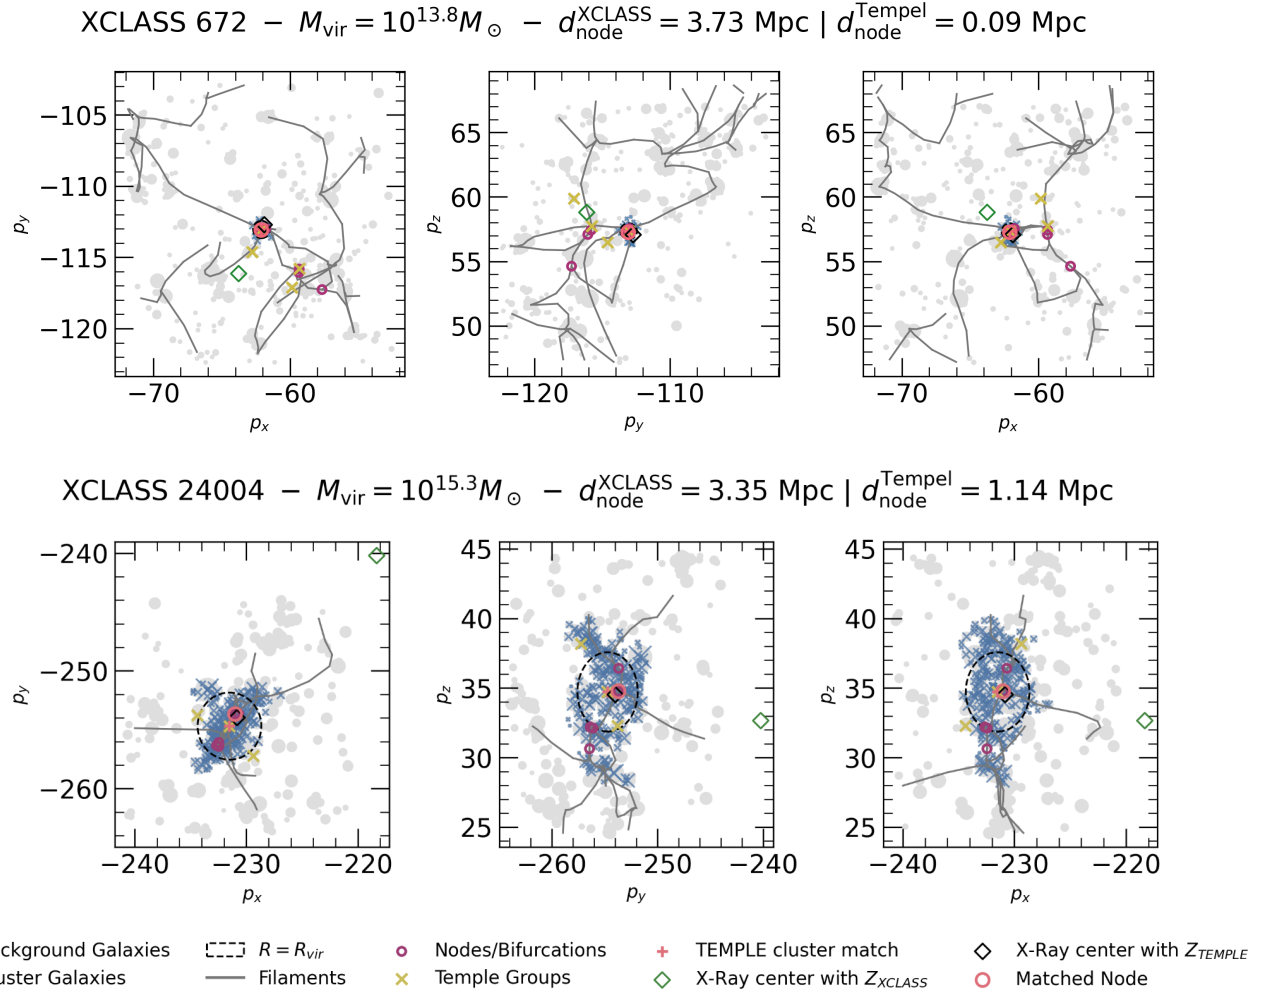 XCLASS 672 − M_vir = 10^13.8 M_⊙ − d_node^XCLASS = 3.73 Mpc | d_node^Tempel = 0.09 Mpc
−105
−110
−115
−120
p_y
−70 −60
p_x
65
60
55
50
p_z
−120 −110
p_y
65
60
55
50
p_z
−70 −60
p_x
XCLASS 24004 − M_vir = 10^15.3 M_⊙ − d_node^XCLASS = 3.35 Mpc | d_node^Tempel = 1.14 Mpc
−240
−250
−260
p_y
−240 −230 −220
p_x
45
40
35
30
25
p_z
−260 −250 −240
p_y
45
40
35
30
25
p_z
−240 −230 −220
p_x
ckground Galaxies R = R_vir Nodes/Bifurcations TEMPLE cluster match X-Ray center with Z_TEMPLE
uster Galaxies Filaments Temple Groups X-Ray center with Z_XCLASS Matched Node